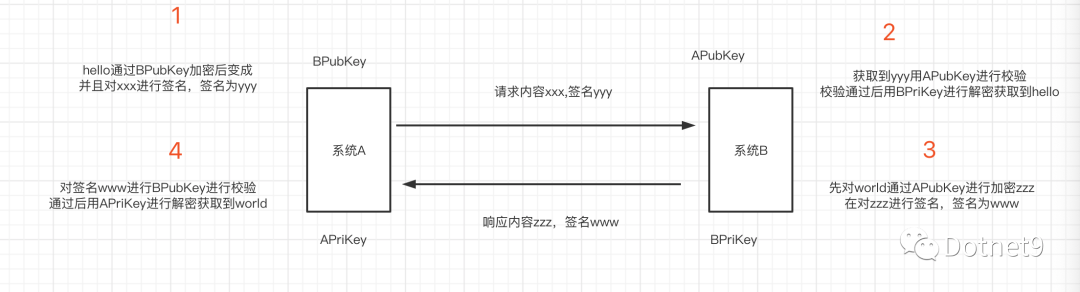 1
hello通过BPubKey加密后变成
并且对xxx进行签名，签名为yyy
BPubKey
系统A
APriKey
请求内容xxx,签名yyy
APubKey
系统B
BPriKey
2
获取到yyy用APubKey进行校验
校验通过后用BPriKey进行解密获取到hello
3
先对world通过APubKey进行加密zzz
在对zzz进行签名，签名为www
响应内容zzz，签名www
4
对签名www进行BPubKey进行校验
通过后用APriKey进行解密获取到world
Dotnet9